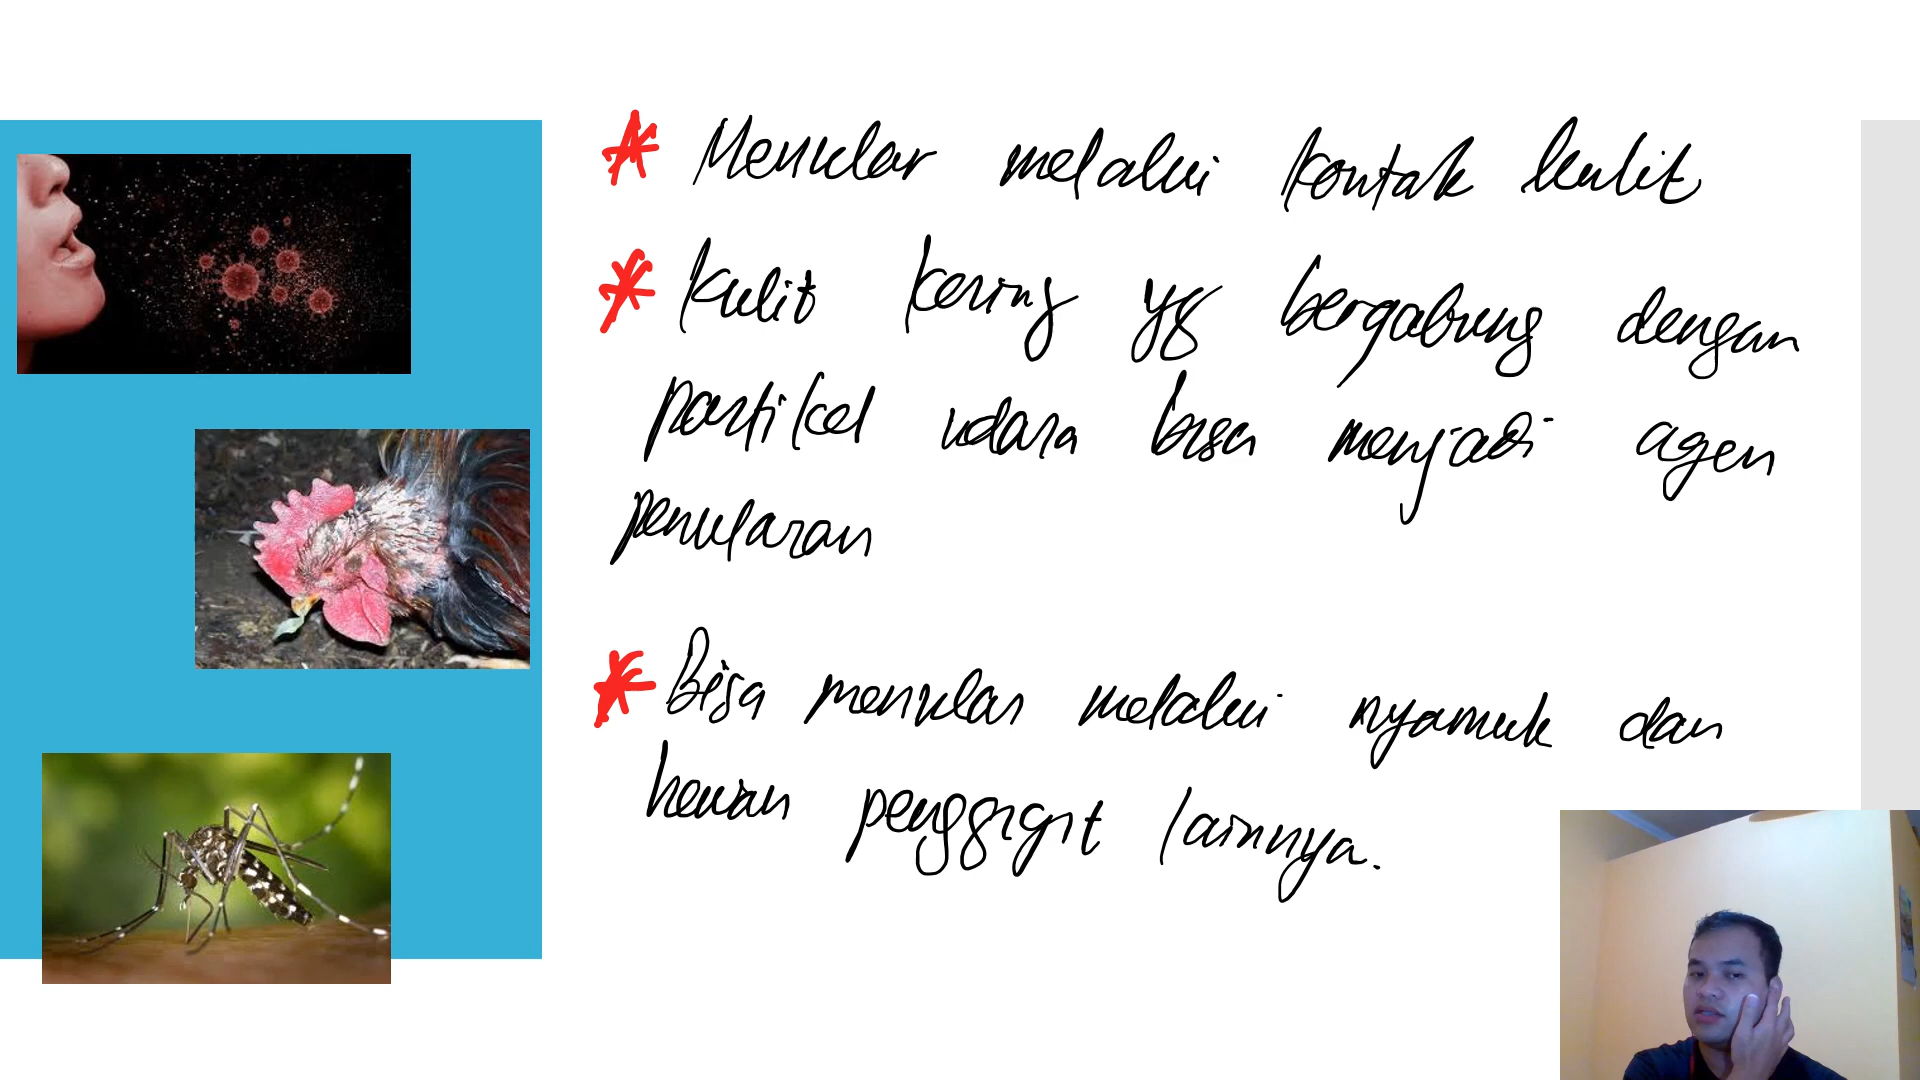 * Menular melalui kontak kulit
* Kulit kering yg bergabung dengan
partikel udara bisa menjadi agen
penularan
* Bisa menular melalui nyamuk dan
hewan penggigit lainnya.